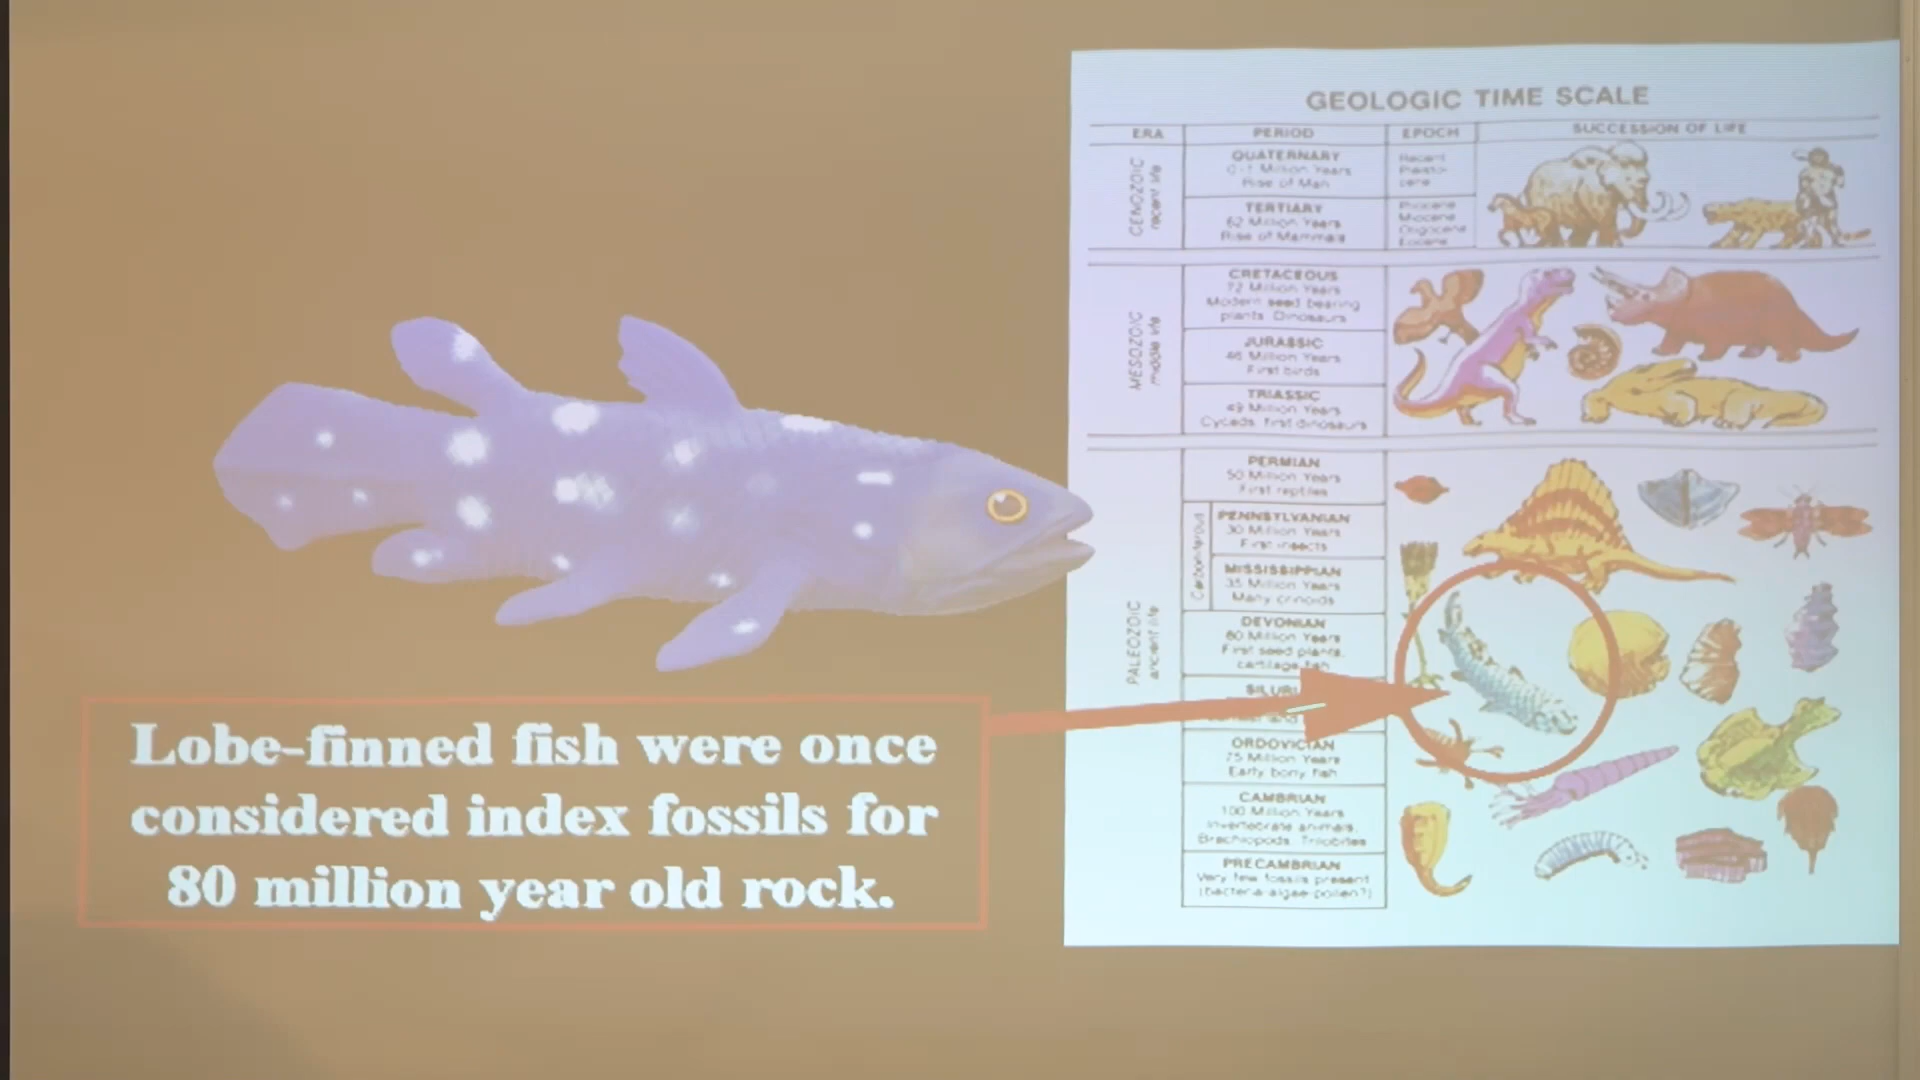 Lobe-finned fish were once
considered index fossils for
80 million year old rock.
GEOLOGIC TIME SCALE
ERA PERIOD EPOCH SUCCESSION OF LIFE
CENOZOIC
recent life
QUATERNARY
Million Years
Rise of Man
Recent
TERTIARY
62 Million Years
Rise of Mammals
Pliocene
Miocene
Oligocene
Eocene
MESOZOIC
middle life
CRETACEOUS
72 Million Years
Modern seed bearing
plants. Dinosaurs
JURASSIC
46 Million Years
First birds
TRIASSIC
49 Million Years
Cycads. First dinosaurs
PALEOZOIC
ancient life
PERMIAN
50 Million Years
First reptiles
Carboniferous
PENNSYLVANIAN
30 Million Years
First insects
MISSISSIPPIAN
35 Million Years
Many crinoids
DEVONIAN
60 Million Years
First seed plants,
cartilage fish
ORDOVICIAN
75 Million Years
Early bony fish
CAMBRIAN
100 Million Years
Invertebrate animals,
Brachiopods, Trilobites
PRECAMBRIAN
Very few fossils present
(bacteria-algae-pollen?)